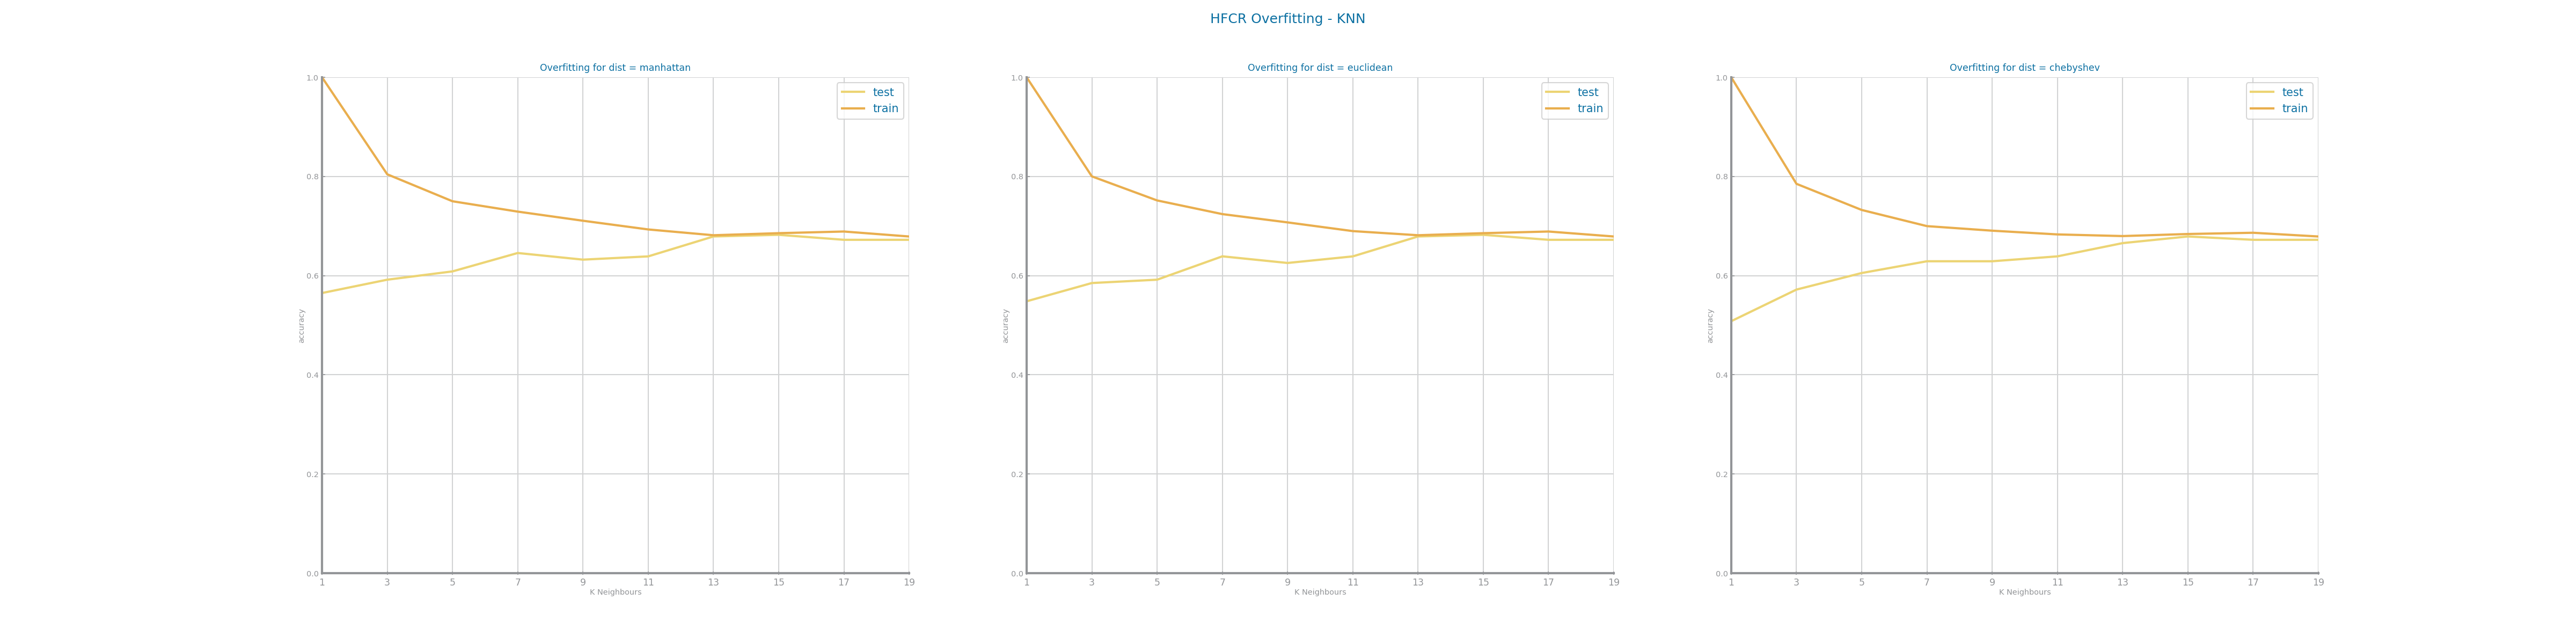 HFCR Overfitting - KNN
Overfitting for dist = manhattan
1.0
0.8
0.6
0.4
0.2
0.0
accuracy
test
train
1 3 5 7 9 11 13 15 17 19
K Neighbours
Overfitting for dist = euclidean
1.0
0.8
0.6
0.4
0.2
0.0
accuracy
test
train
1 3 5 7 9 11 13 15 17 19
K Neighbours
Overfitting for dist = chebyshev
1.0
0.8
0.6
0.4
0.2
0.0
accuracy
test
train
1 3 5 7 9 11 13 15 17 19
K Neighbours